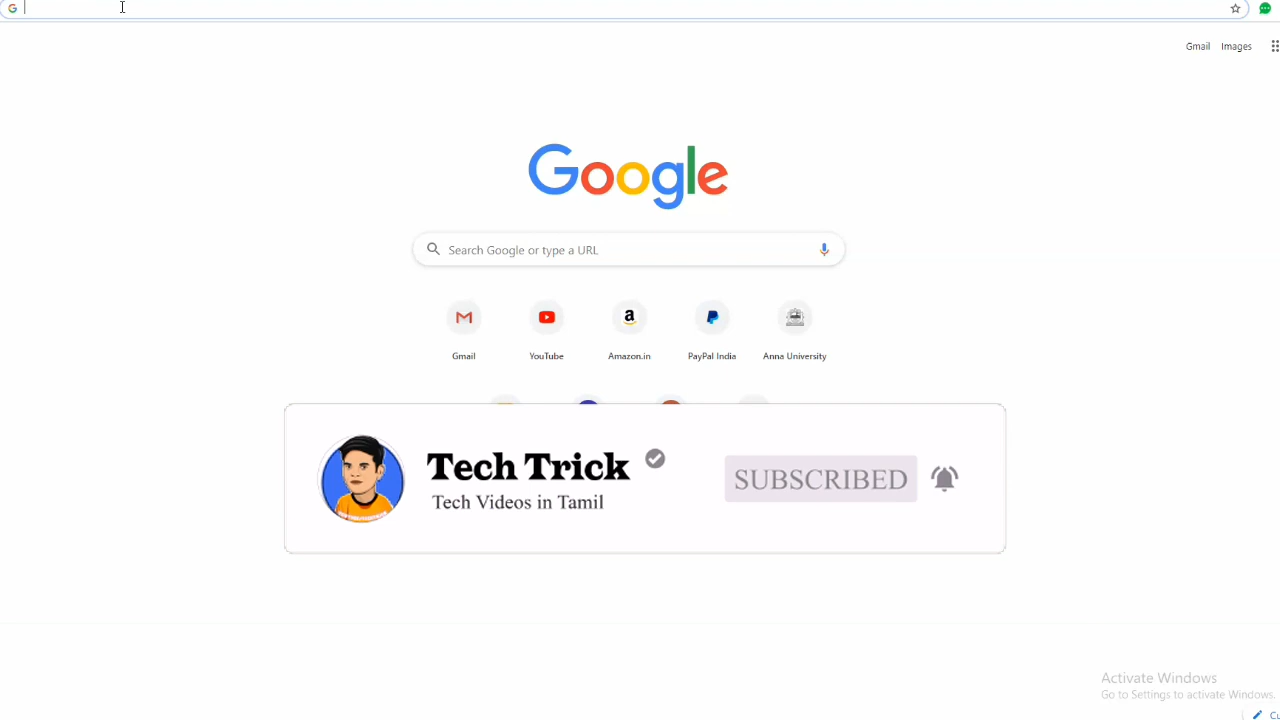 Gmail Images
Google
Search Google or type a URL
Gmail YouTube Amazon.in PayPal India Anna University
Tech Trick
Tech Videos in Tamil
SUBSCRIBED
Activate Windows
Go to Settings to activate Windows.